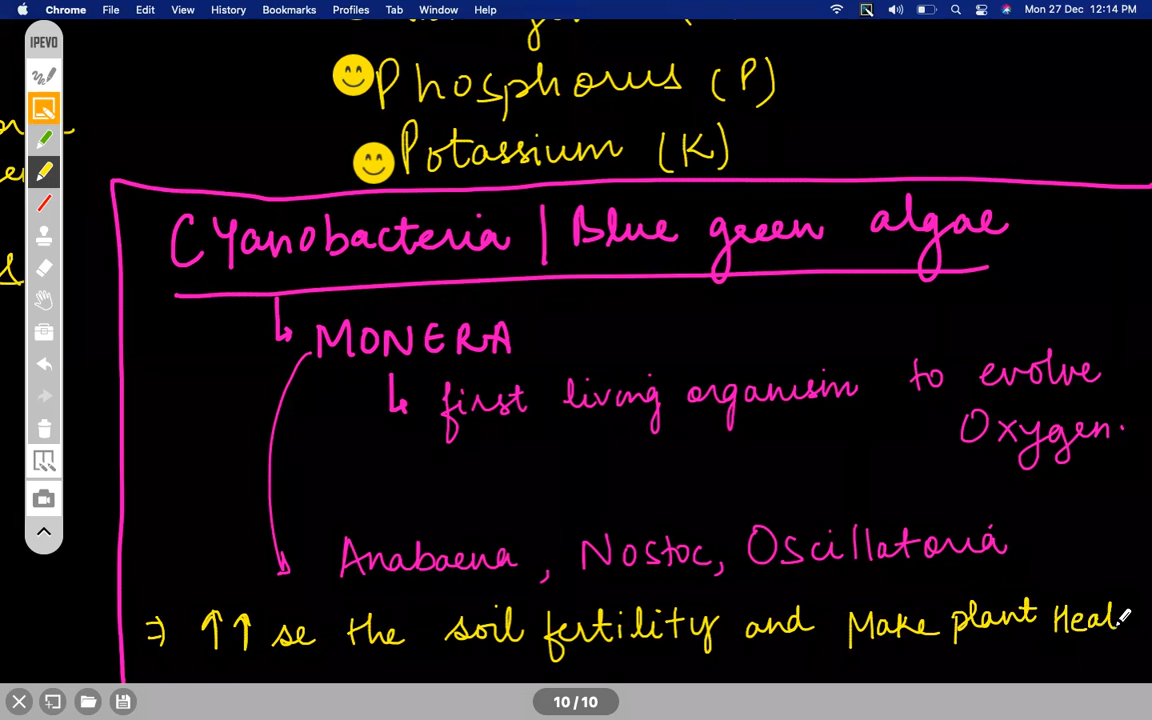 Chrome File Edit View History Bookmarks Profiles Tab Window Help Mon 27 Dec 12:14 PM
IPEVO
Phosphorus (P)
Potassium (K)
Cyanobacteria | Blue green algae
MONERA
first living organism to evolve
Oxygen.
Anabaena, Nostoc, Oscillatoria
⇒ ↑↑ se the soil fertility and Make plant Heal
10/10